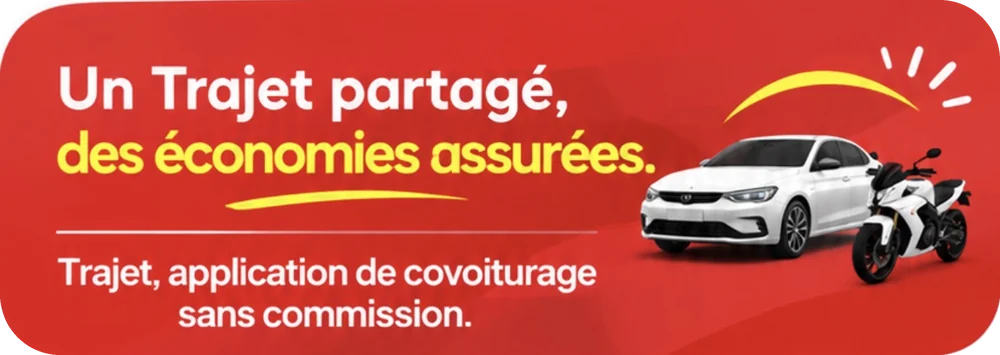 Un Trajet partagé,
des économies assurées.
Trajet, application de covoiturage
sans commission.